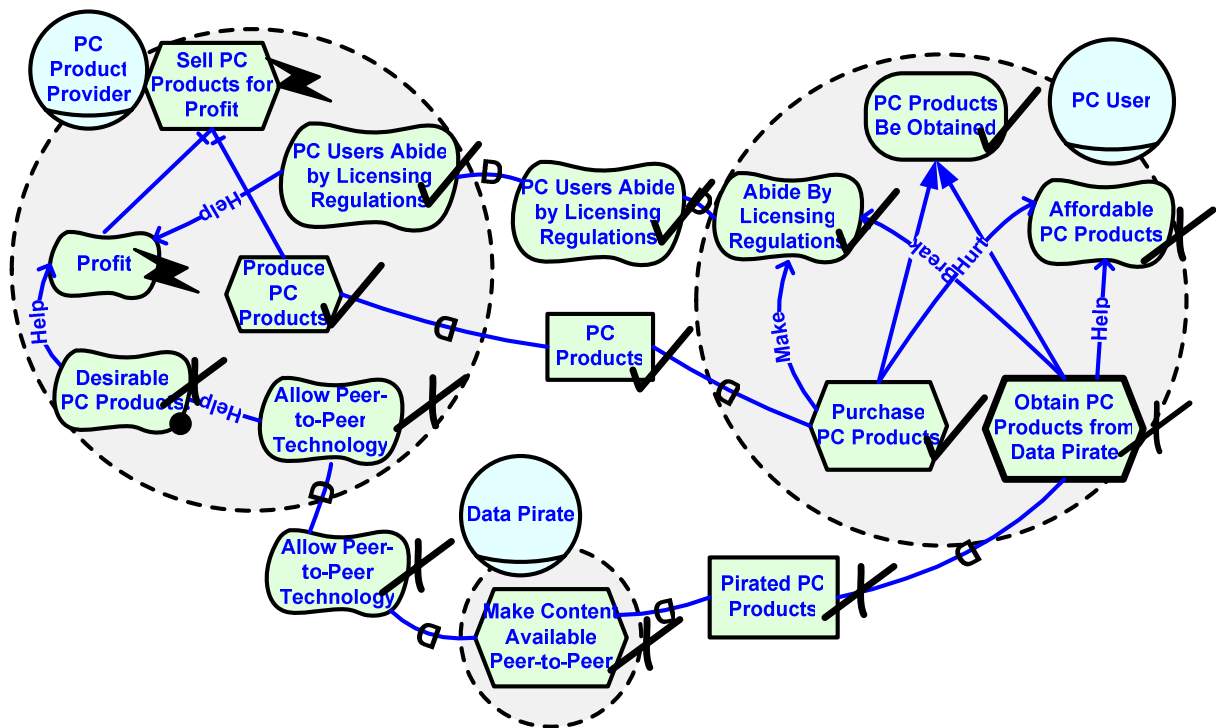 PC
Product
Provider
Sell PC
Products for
Profit
PC Users Abide
by Licensing
Regulations
Help
Profit
Produce
PC
Products
Help
Desirable
PC Products
Help
Allow Peer-
to-Peer
Technology
D
PC Users Abide
by Licensing
Regulations
D
D
PC
Products
D
PC Products
Be Obtained
PC User
Abide By
Licensing
Regulations
Affordable
PC Products
Break
Hurt
Make
Help
Purchase
PC Products
Obtain PC
Products from
Data Pirate
D
Allow Peer-
to-Peer
Technology
D
Data Pirate
Make Content
Available
Peer-to-Peer
D
Pirated PC
Products
D